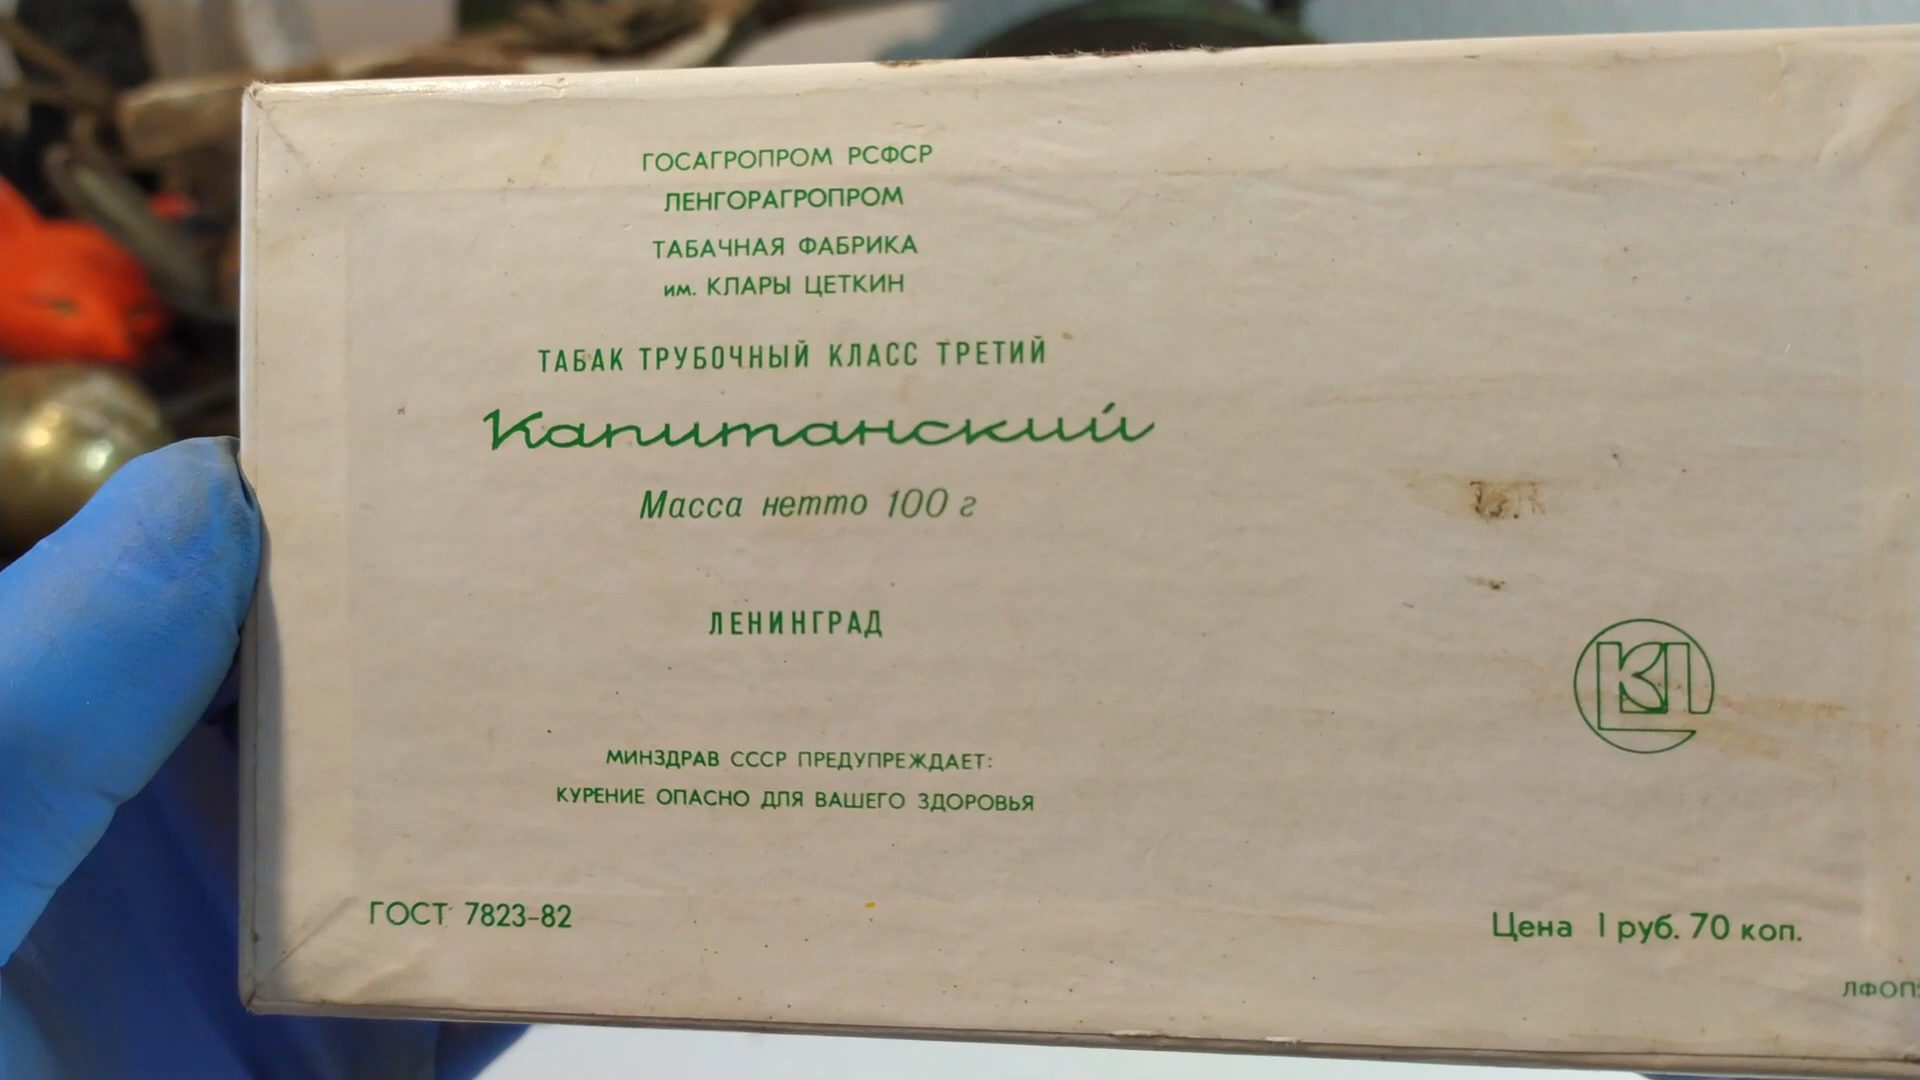 ГОСАГРОПРОМ РСФСР
ЛЕНГОРАГРОПРОМ
ТАБАЧНАЯ ФАБРИКА
им. КЛАРЫ ЦЕТКИН
ТАБАК ТРУБОЧНЫЙ КЛАСС ТРЕТИЙ
Капитанский
Масса нетто 100 г
ЛЕНИНГРАД
МИНЗДРАВ СССР ПРЕДУПРЕЖДАЕТ:
КУРЕНИЕ ОПАСНО ДЛЯ ВАШЕГО ЗДОРОВЬЯ
ГОСТ 7823-82
Цена 1 руб. 70 коп.